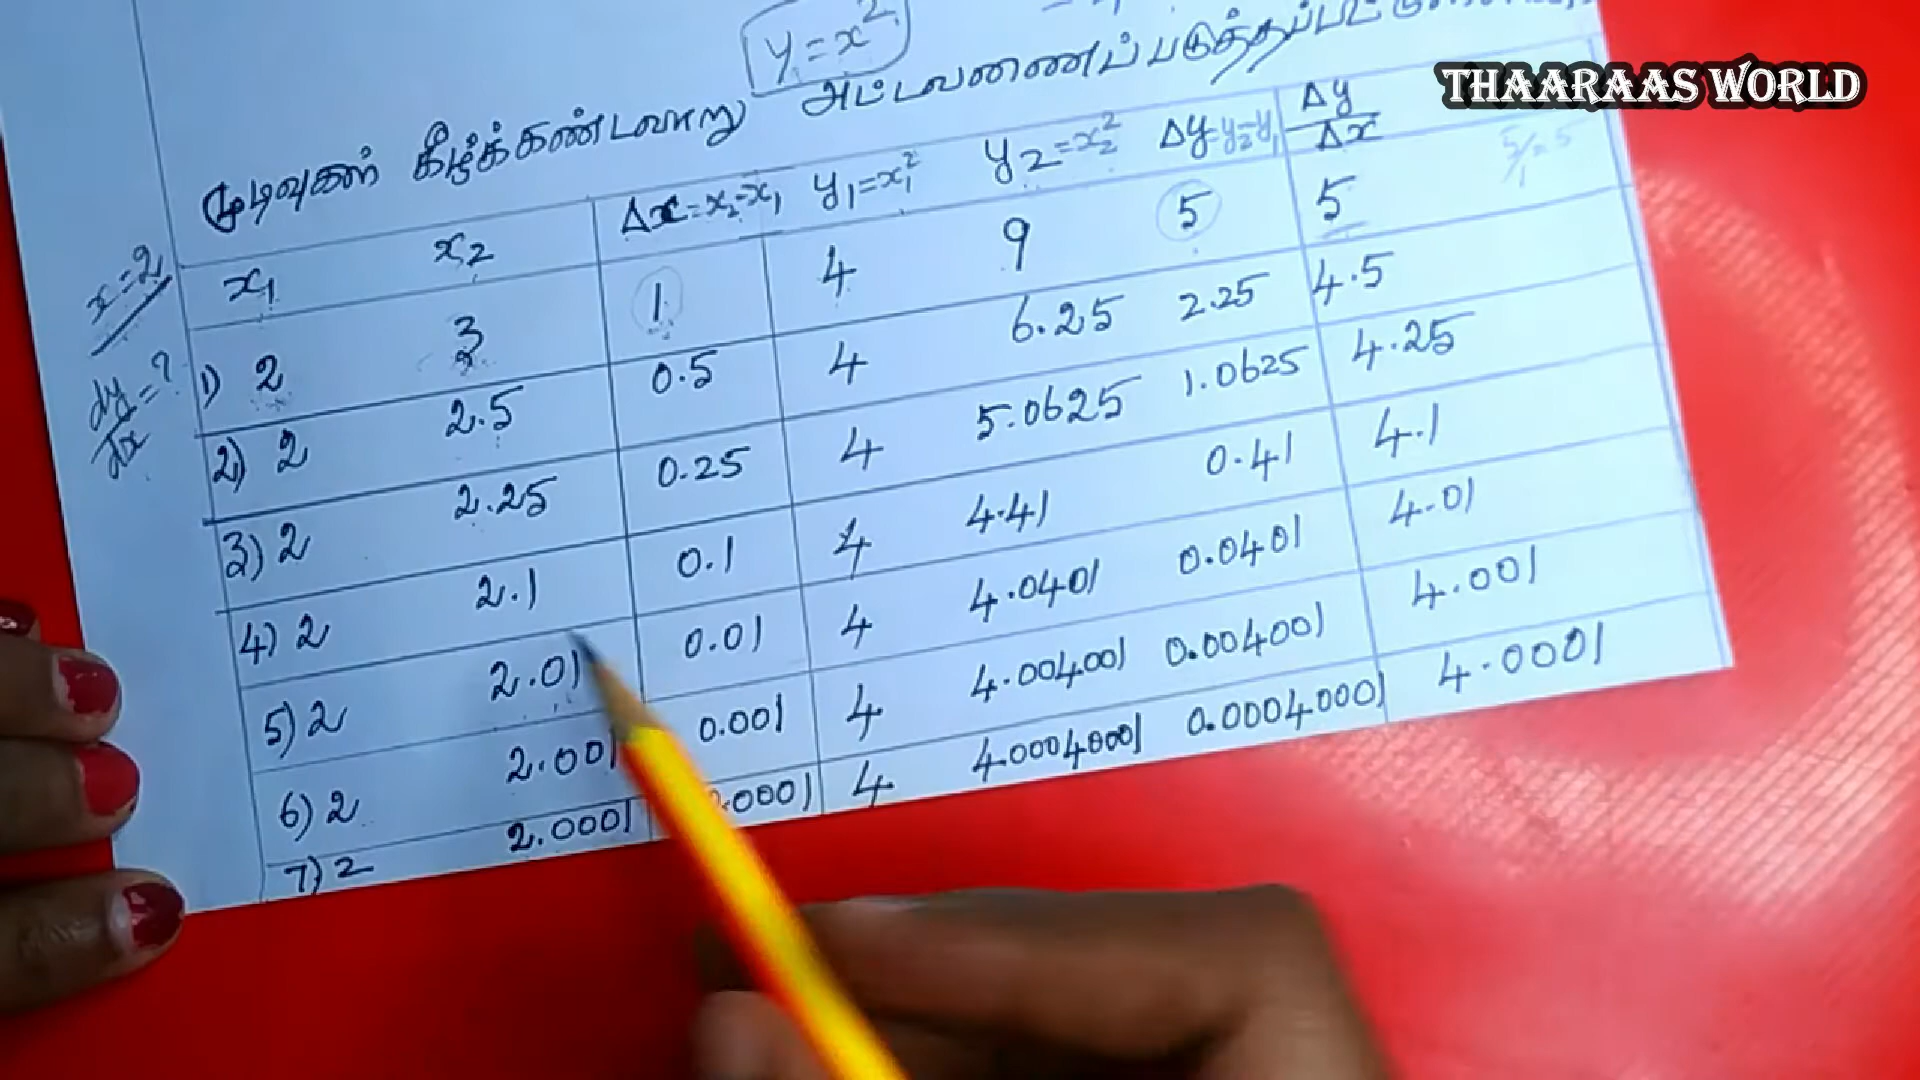 y = x²
முடிவுகள் கீழ்க்கண்டவாறு அட்டவணைப்படுத்தப்பட்டுள்ளன
THAARAAS WORLD
x=2
dy/dx = ?
x₁ x₂ Δx = x₂-x₁ y₁ = x₁² y₂ = x₂² Δy = y₂-y₁ Δy/Δx
5/1 = 5
1) 2 3 1 4 9 5 5
2) 2 2.5 0.5 4 6.25 2.25 4.5
3) 2 2.25 0.25 4 5.0625 1.0625 4.25
4) 2 2.1 0.1 4 4.41 0.41 4.1
5) 2 2.01 0.01 4 4.0401 0.0401 4.01
6) 2 2.001 0.001 4 4.004001 0.004001 4.001
7) 2 2.0001 .0001 4 4.00040001 0.00040001 4.0001